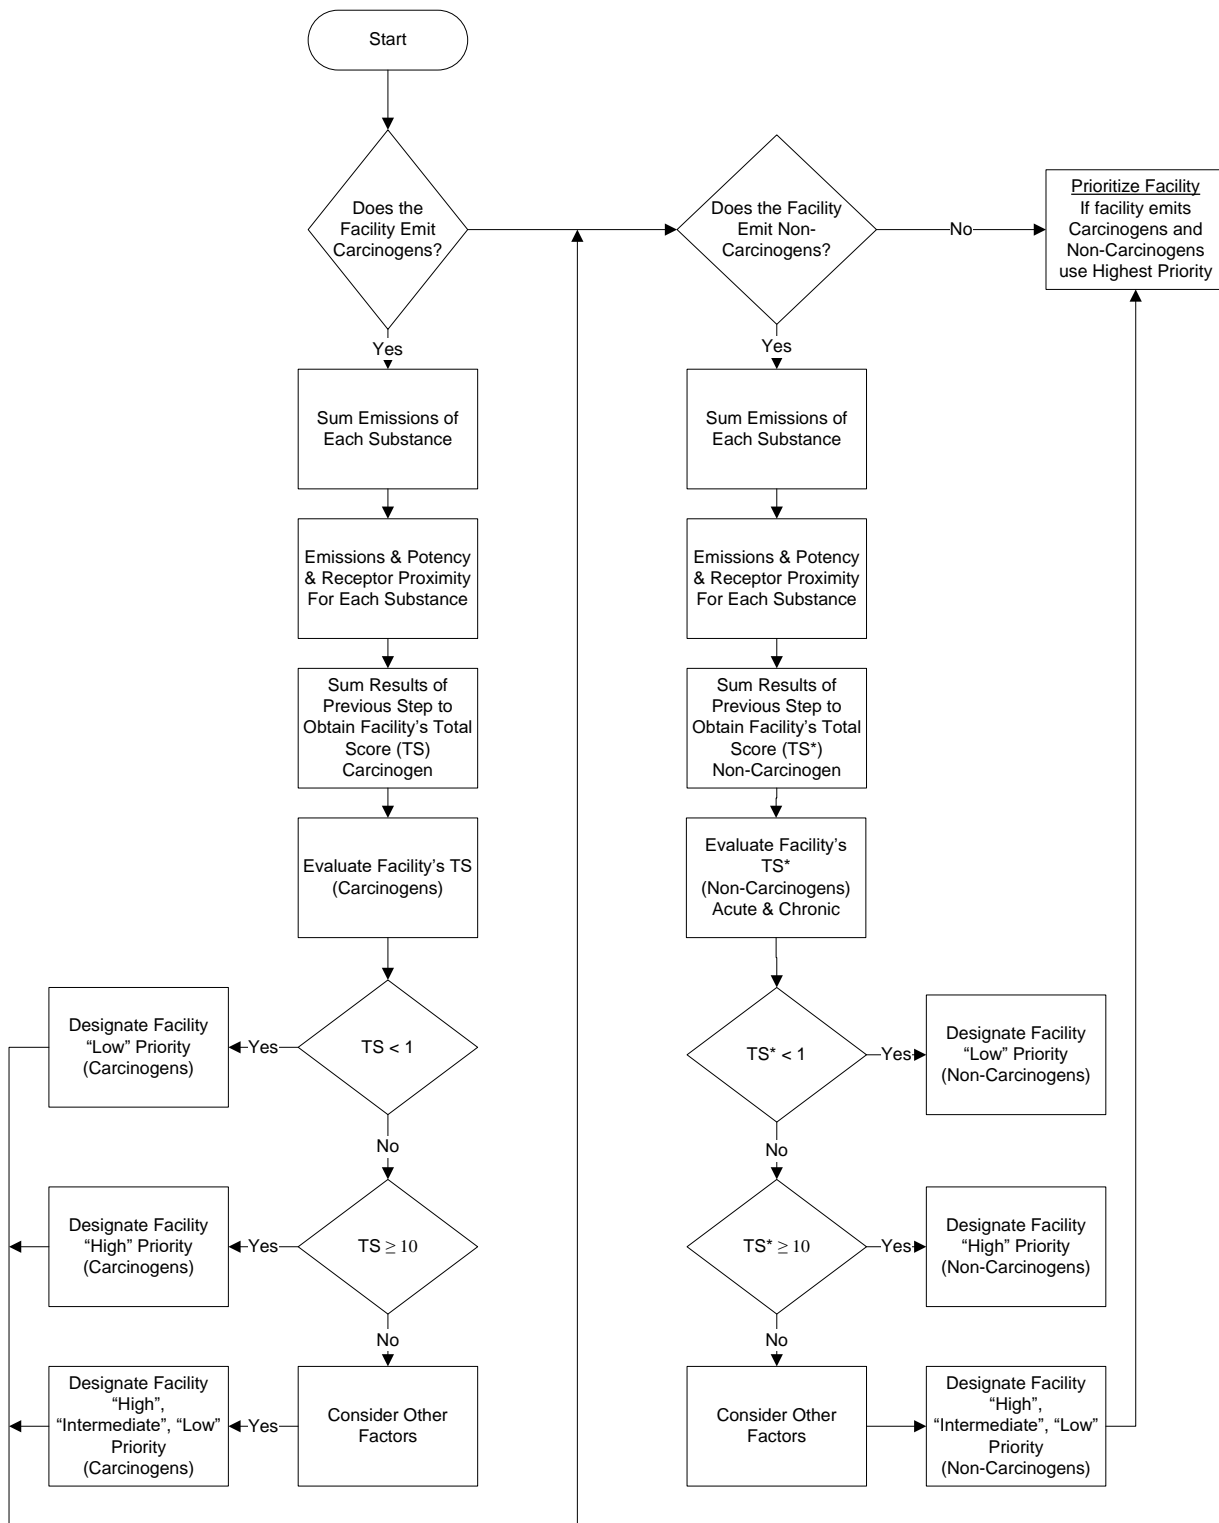 Start
Does the
Facility Emit
Carcinogens?
Does the Facility
Emit Non-
Carcinogens?
No
Prioritize Facility
If facility emits
Carcinogens and
Non-Carcinogens
use Highest Priority
Yes
Yes
Sum Emissions of
Each Substance
Sum Emissions of
Each Substance
Emissions & Potency
& Receptor Proximity
For Each Substance
Emissions & Potency
& Receptor Proximity
For Each Substance
Sum Results of
Previous Step to
Obtain Facility’s Total
Score (TS)
Carcinogen
Sum Results of
Previous Step to
Obtain Facility’s Total
Score (TS*)
Non-Carcinogen
Evaluate Facility’s TS
(Carcinogens)
Evaluate Facility’s
TS*
(Non-Carcinogens)
Acute & Chronic
Designate Facility
“Low” Priority
(Carcinogens)
Yes
TS < 1
TS* < 1
Yes
Designate Facility
“Low” Priority
(Non-Carcinogens)
No
No
Designate Facility
“High” Priority
(Carcinogens)
Yes
TS ≥ 10
TS* ≥ 10
Yes
Designate Facility
“High” Priority
(Non-Carcinogens)
No
No
Designate Facility
“High”,
“Intermediate”, “Low”
Priority
(Carcinogens)
Yes
Consider Other
Factors
Consider Other
Factors
Designate Facility
“High”,
“Intermediate”, “Low”
Priority
(Non-Carcinogens)